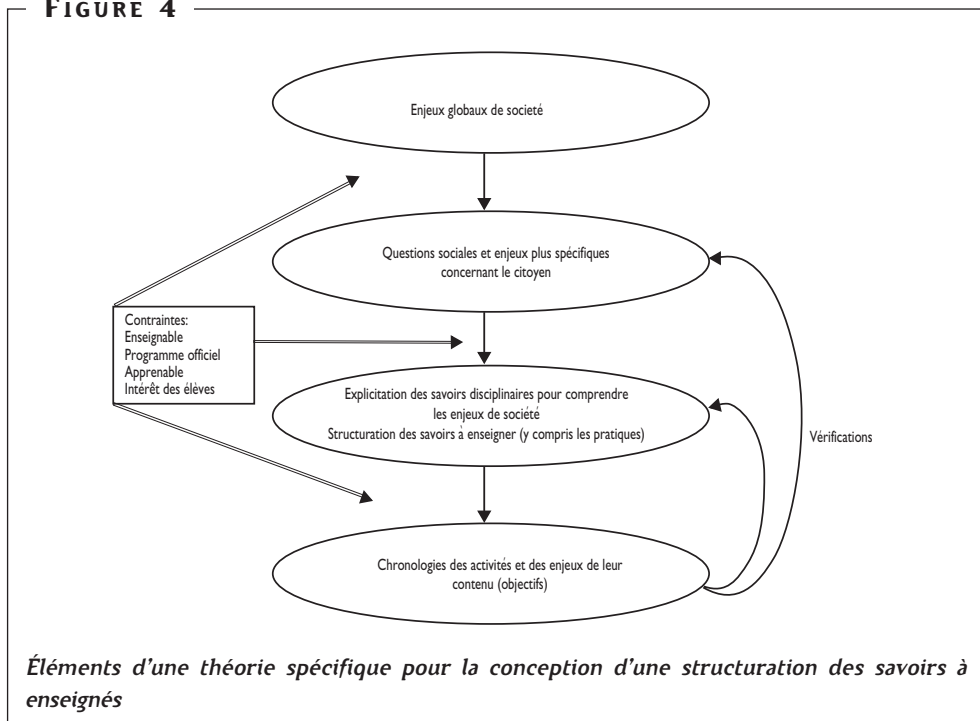 FIGURE 4
Enjeux globaux de societé
Questions sociales et enjeux plus spécifiques
concernant le citoyen
Contraintes:
Enseignable
Programme officiel
Apprenable
Intérêt des élèves
Explicitation des savoirs disciplinaires pour comprendre
les enjeux de société
Structuration des savoirs à enseigner (y compris les pratiques)
Vérifications
Chronologies des activités et des enjeux de leur
contenu (objectifs)
Éléments d'une théorie spécifique pour la conception d'une structuration des savoirs à
enseignés